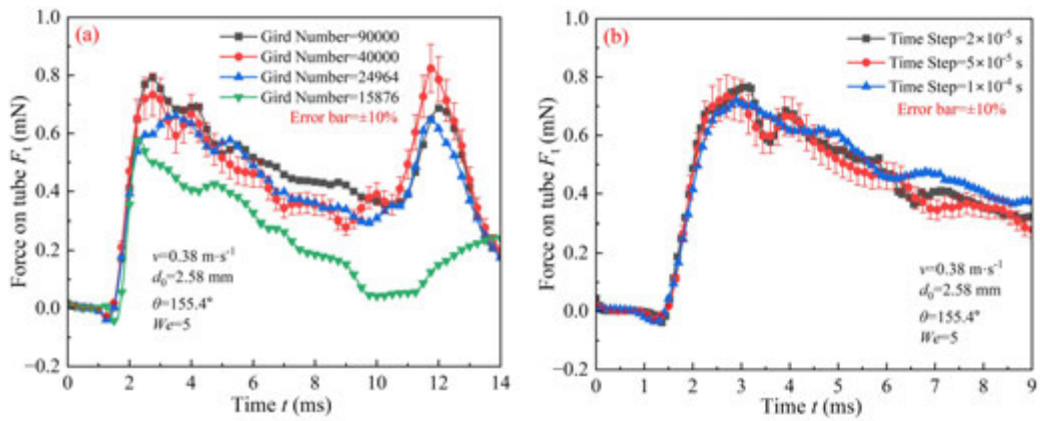 (a)
Gird Number=90000
Gird Number=40000
Gird Number=24964
Gird Number=15876
Error bar=±10%
v=0.38 m·s⁻¹
d₀=2.58 mm
θ=155.4°
We=5
Force on tube Fₜ (mN)
1.0
0.8
0.6
0.4
0.2
0.0
−0.2
0 2 4 6 8 10 12 14
Time t (ms)
(b)
Time Step=2×10⁻⁵ s
Time Step=5×10⁻⁵ s
Time Step=1×10⁻⁴ s
Error bar=±10%
v=0.38 m·s⁻¹
d₀=2.58 mm
θ=155.4°
We=5
Force on tube Fₜ (mN)
1.0
0.8
0.6
0.4
0.2
0.0
−0.2
0 1 2 3 4 5 6 7 8 9
Time t (ms)